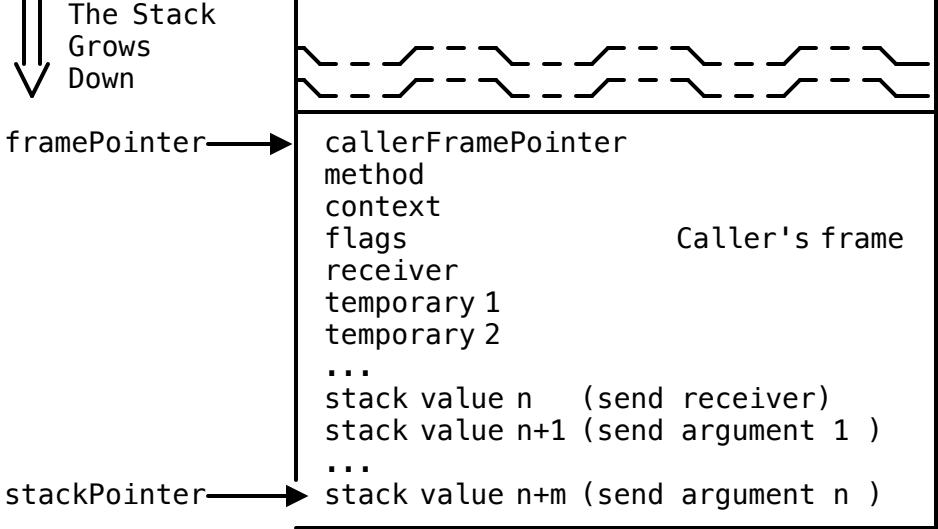 The Stack
Grows
Down
framePointer
callerFramePointer
method
context
flags Caller's frame
receiver
temporary 1
temporary 2
...
stack value n (send receiver)
stack value n+1 (send argument 1 )
...
stackPointer
stack value n+m (send argument n )